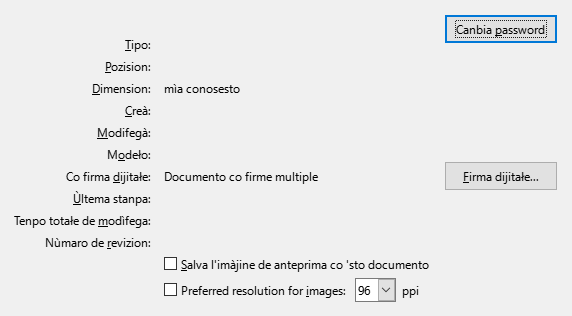 Canbia password
Tipo:
Pozision:
Dimension: mìa conosesto
Creà:
Modifegà:
Modeło:
Co firma dijitałe: Documento co firme multiple Firma dijitałe...
Ùltema stanpa:
Tenpo totałe de modìfega:
Nùmaro de revizion:
Salva l'imàjine de anteprima co 'sto documento
Preferred resolution for images: 96 ppi